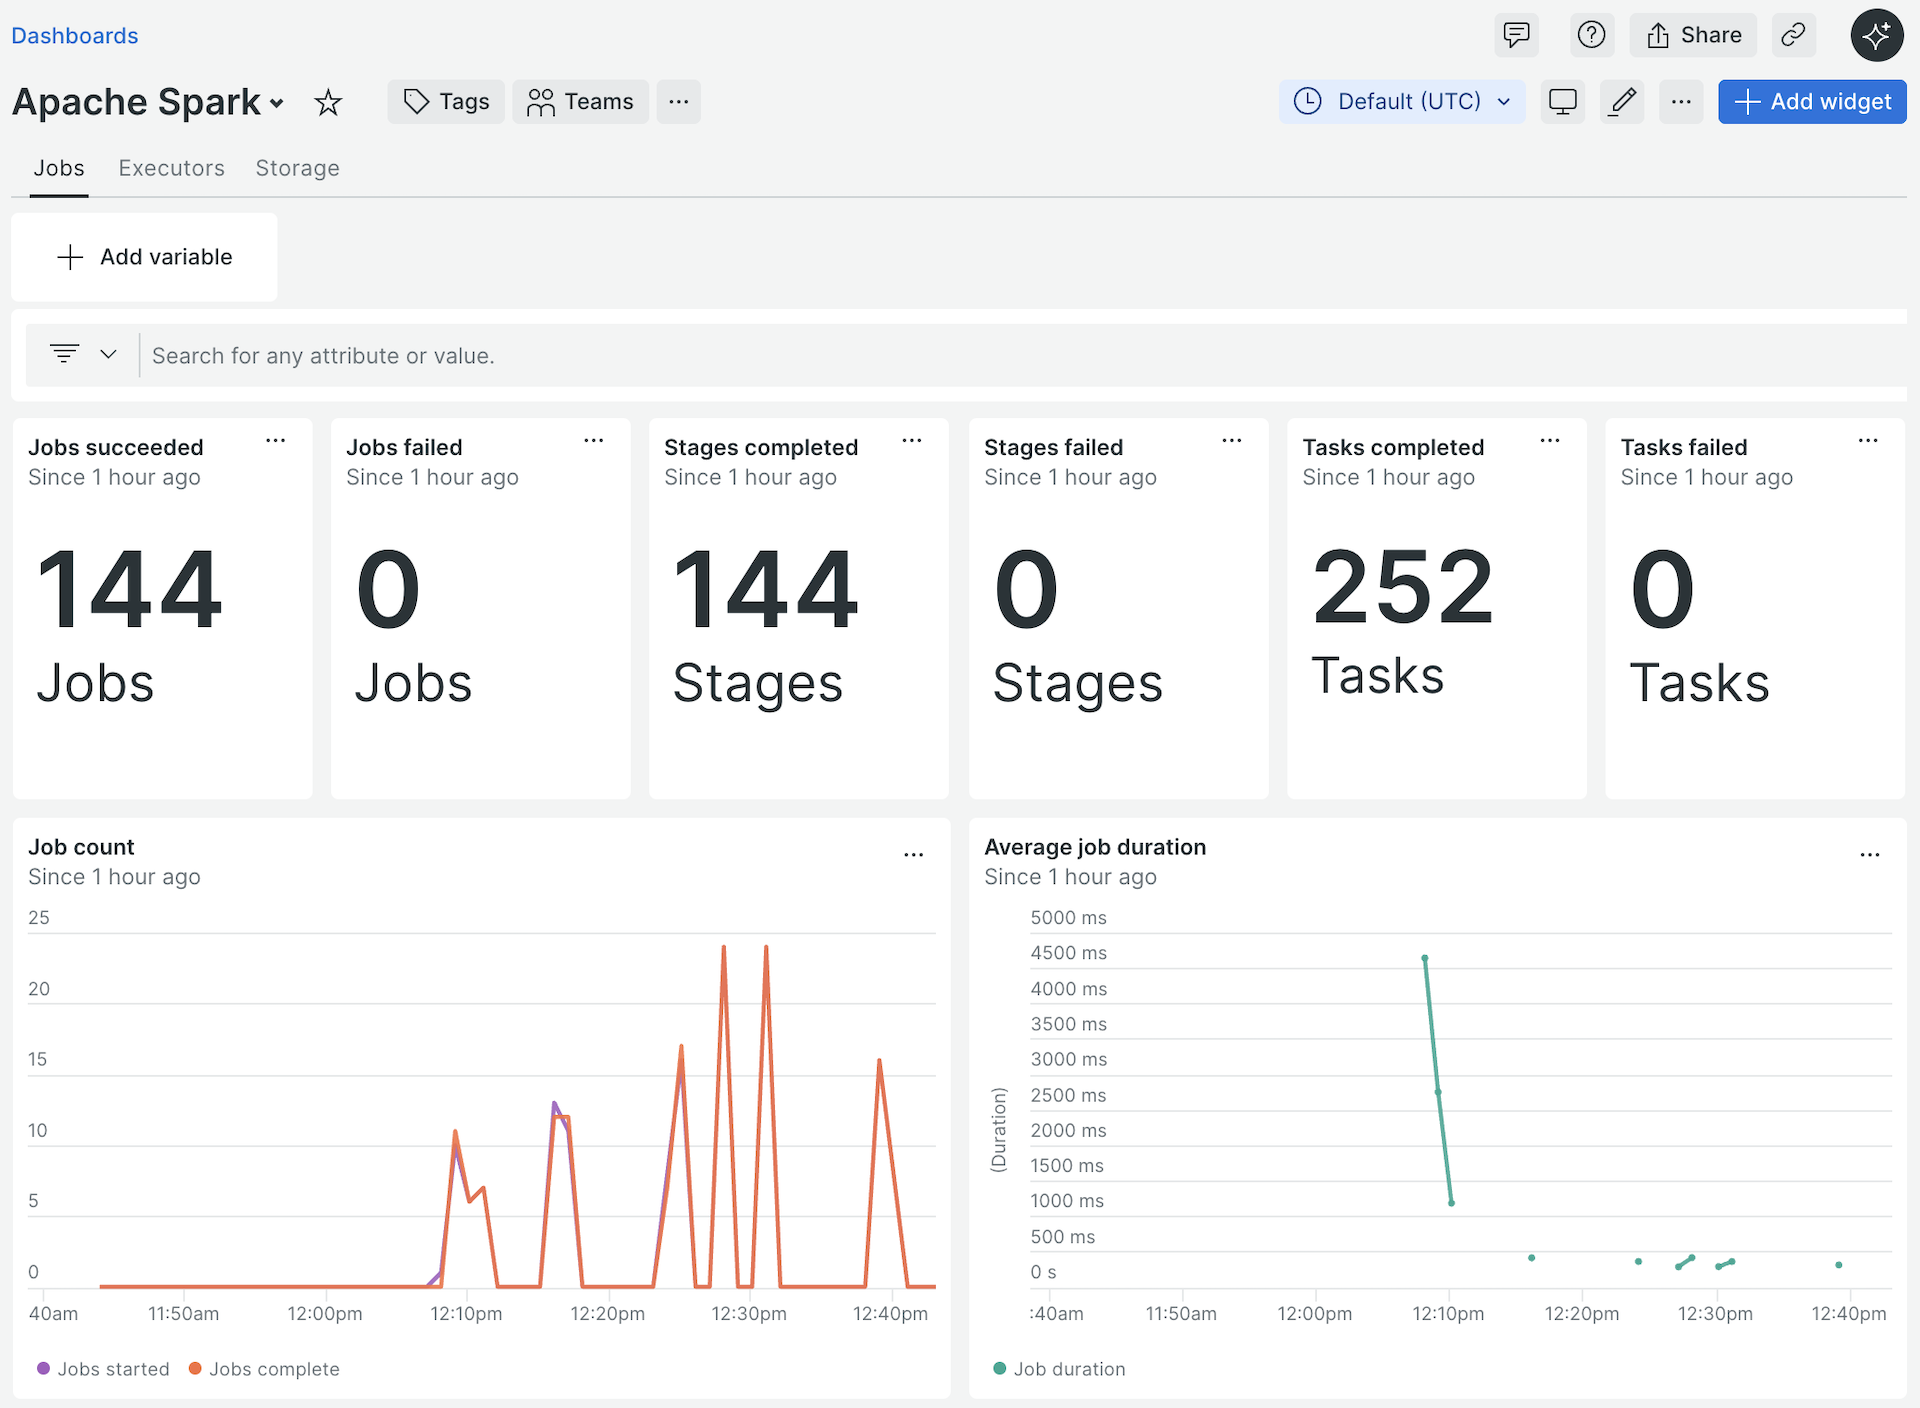 Dashboards
Share
Apache Spark
Tags
Teams
Default (UTC)
Add widget
Jobs
Executors
Storage
Add variable
Search for any attribute or value.
Jobs succeeded
Since 1 hour ago
144
Jobs
Jobs failed
Since 1 hour ago
0
Jobs
Stages completed
Since 1 hour ago
144
Stages
Stages failed
Since 1 hour ago
0
Stages
Tasks completed
Since 1 hour ago
252
Tasks
Tasks failed
Since 1 hour ago
0
Tasks
Job count
Since 1 hour ago
25
20
15
10
5
0
40am
11:50am
12:00pm
12:10pm
12:20pm
12:30pm
12:40pm
Jobs started
Jobs complete
Average job duration
Since 1 hour ago
(Duration)
5000 ms
4500 ms
4000 ms
3500 ms
3000 ms
2500 ms
2000 ms
1500 ms
1000 ms
500 ms
0 s
:40am
11:50am
12:00pm
12:10pm
12:20pm
12:30pm
12:40pm
Job duration